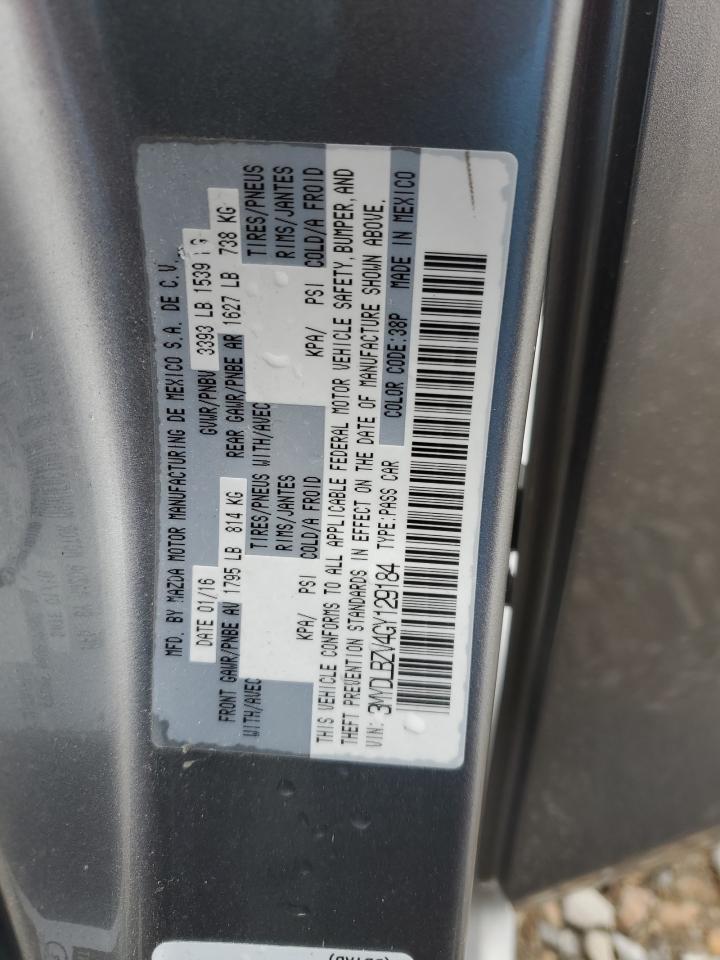 MFD. BY MAZDA MOTOR MANUFACTURING DE MEXICO S.A. DE C.V.
DATE 01/16 GVWR/PNBV 3393 LB 1539
FRONT GAWR/PNBE AV 1795 LB 814 KG REAR GAWR/PNBE AR 1627 LB 738 KG
WITH/AVEC TIRES/PNEUS WITH/AVEC TIRES/PNEUS
RIMS/JANTES RIMS/JANTES
KPA/ PSI COLD/A FROID KPA/ PSI COLD/A FROID
THIS VEHICLE CONFORMS TO ALL APPLICABLE FEDERAL MOTOR VEHICLE SAFETY, BUMPER, AND
THEFT PREVENTION STANDARDS IN EFFECT ON THE DATE OF MANUFACTURE SHOWN ABOVE.
VIN: 3MYDLBZV4GY129184 TYPE:PASS CAR COLOR CODE:38P MADE IN MEXICO